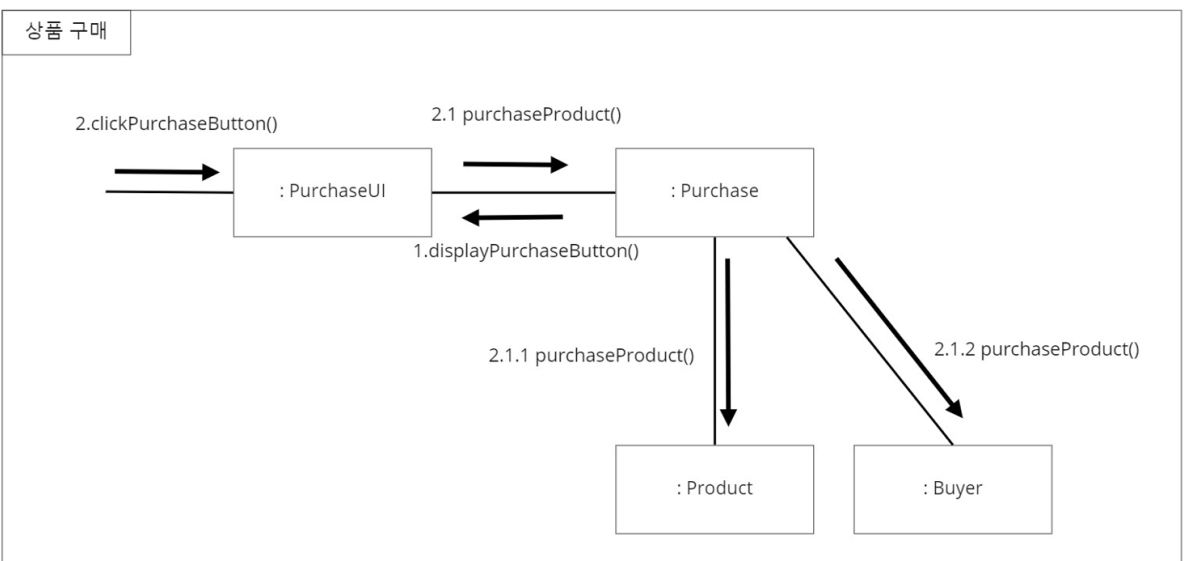 상품 구매
2.clickPurchaseButton()
2.1 purchaseProduct()
: PurchaseUI
: Purchase
1.displayPurchaseButton()
2.1.1 purchaseProduct()
2.1.2 purchaseProduct()
: Product
: Buyer